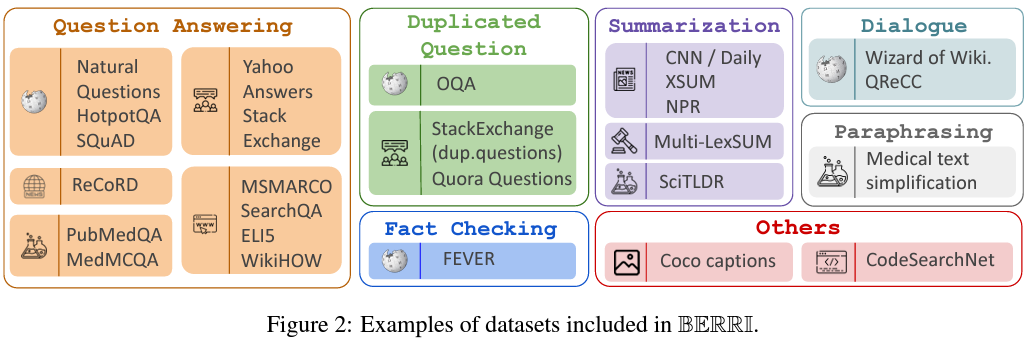 Question Answering
Natural
Questions
HotpotQA
SQuAD
Yahoo
Answers
Stack
Exchange
ReCoRD
PubMedQA
MedMCQA
MSMARCO
SearchQA
ELI5
WikiHOW
Duplicated
Question
OQA
StackExchange
(dup.questions)
Quora Questions
Fact Checking
FEVER
Summarization
NEWS
CNN / Daily
XSUM
NPR
Multi-LexSUM
SciTLDR
Dialogue
Wizard of Wiki.
QReCC
Paraphrasing
Medical text
simplification
Others
Coco captions
CodeSearchNet
Figure 2: Examples of datasets included in 𝔹𝔼ℝℝ𝕀.